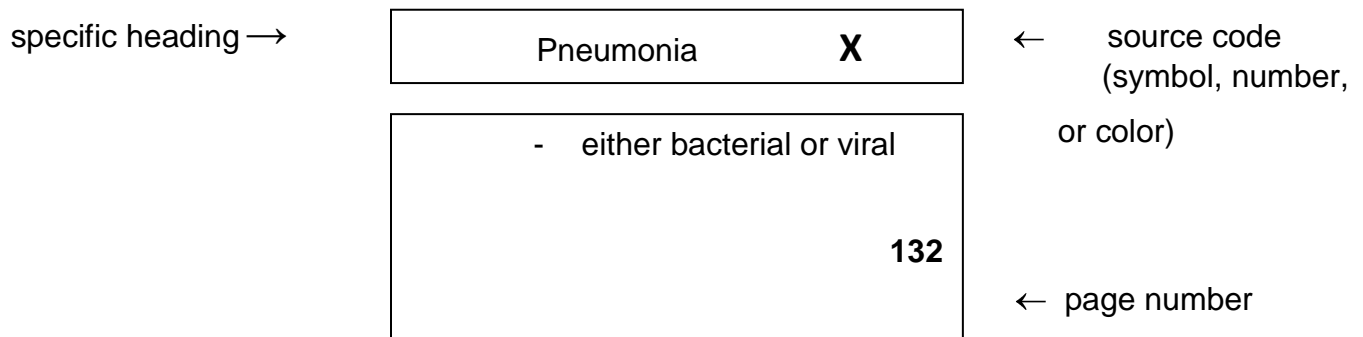 specific heading →
Pneumonia X
← source code
(symbol, number,
or color)
- either bacterial or viral
132
← page number